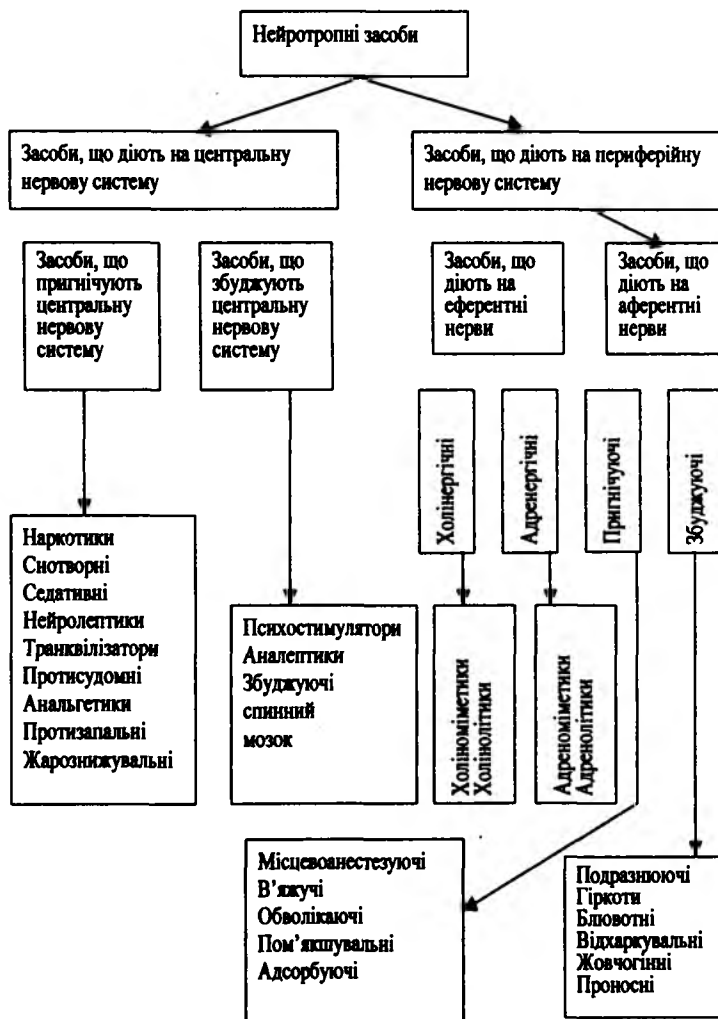 Нейротропні засоби
Засоби, що діють на центральну
нервову систему
Засоби, що діють на периферійну
нервову систему
Засоби, що
пригнічують
центральну
нервову
систему
Засоби, що
збуджують
центральну
нервову
систему
Засоби, що
діють на
еферентні
нерви
Засоби, що
діють на
аферентні
нерви
Холінергічні
Адренергічні
Пригнічуючі
Збуджуючі
Наркотики
Снотворні
Седативні
Нейролептики
Транквілізатори
Протисудомні
Анальгетики
Протизапальні
Жарознижувальні
Психостимулятори
Аналептики
Збуджуючі
спинний
мозок
Холіноміметики
Холінолітики
Адреноміметики
Адренолітики
Місцевоанестезуючі
В’яжучі
Обволікаючі
Пом’якшувальні
Адсорбуючі
Подразнюючі
Гіркоти
Блювотні
Відхаркувальні
Жовчогінні
Проносні